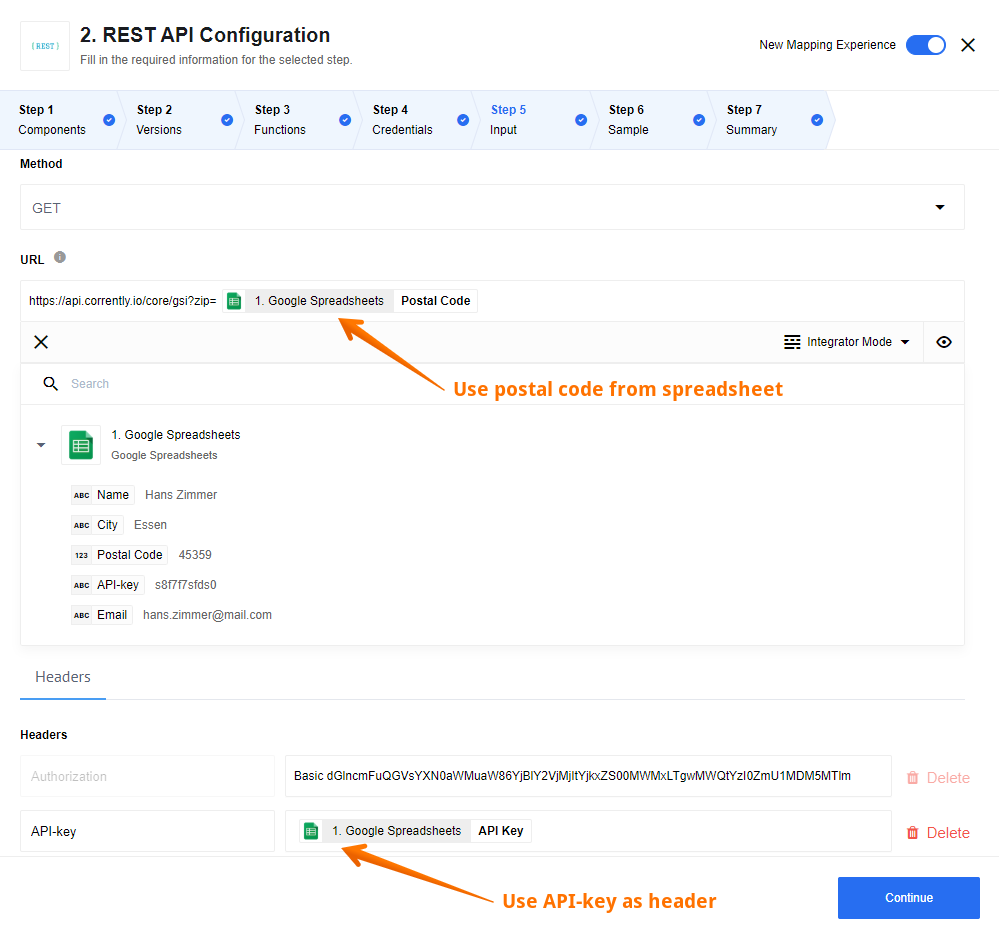 { REST }
2. REST API Configuration
Fill in the required information for the selected step.
New Mapping Experience
Step 1
Components
Step 2
Versions
Step 3
Functions
Step 4
Credentials
Step 5
Input
Step 6
Sample
Step 7
Summary
Method
GET
URL
https://api.corrently.io/core/gsi?zip= 1. Google Spreadsheets Postal Code
Integrator Mode
Use postal code from spreadsheet
Search
1. Google Spreadsheets
Google Spreadsheets
ABC Name Hans Zimmer
ABC City Essen
123 Postal Code 45359
ABC API-key s8f7f7sfds0
ABC Email hans.zimmer@mail.com
Headers
Headers
Authorization
Basic
Delete
API-key
1. Google Spreadsheets API Key
Delete
Use API-key as header
Continue